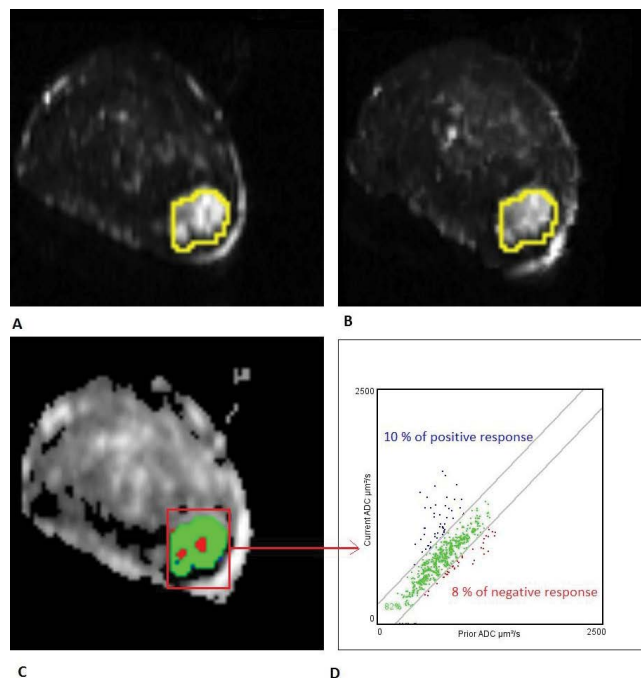 A
B
C
D
2500
10 % of positive response
Current ADC µm²/s
8 % of negative response
82%
0
0
Prior ADC µm²/s
2500